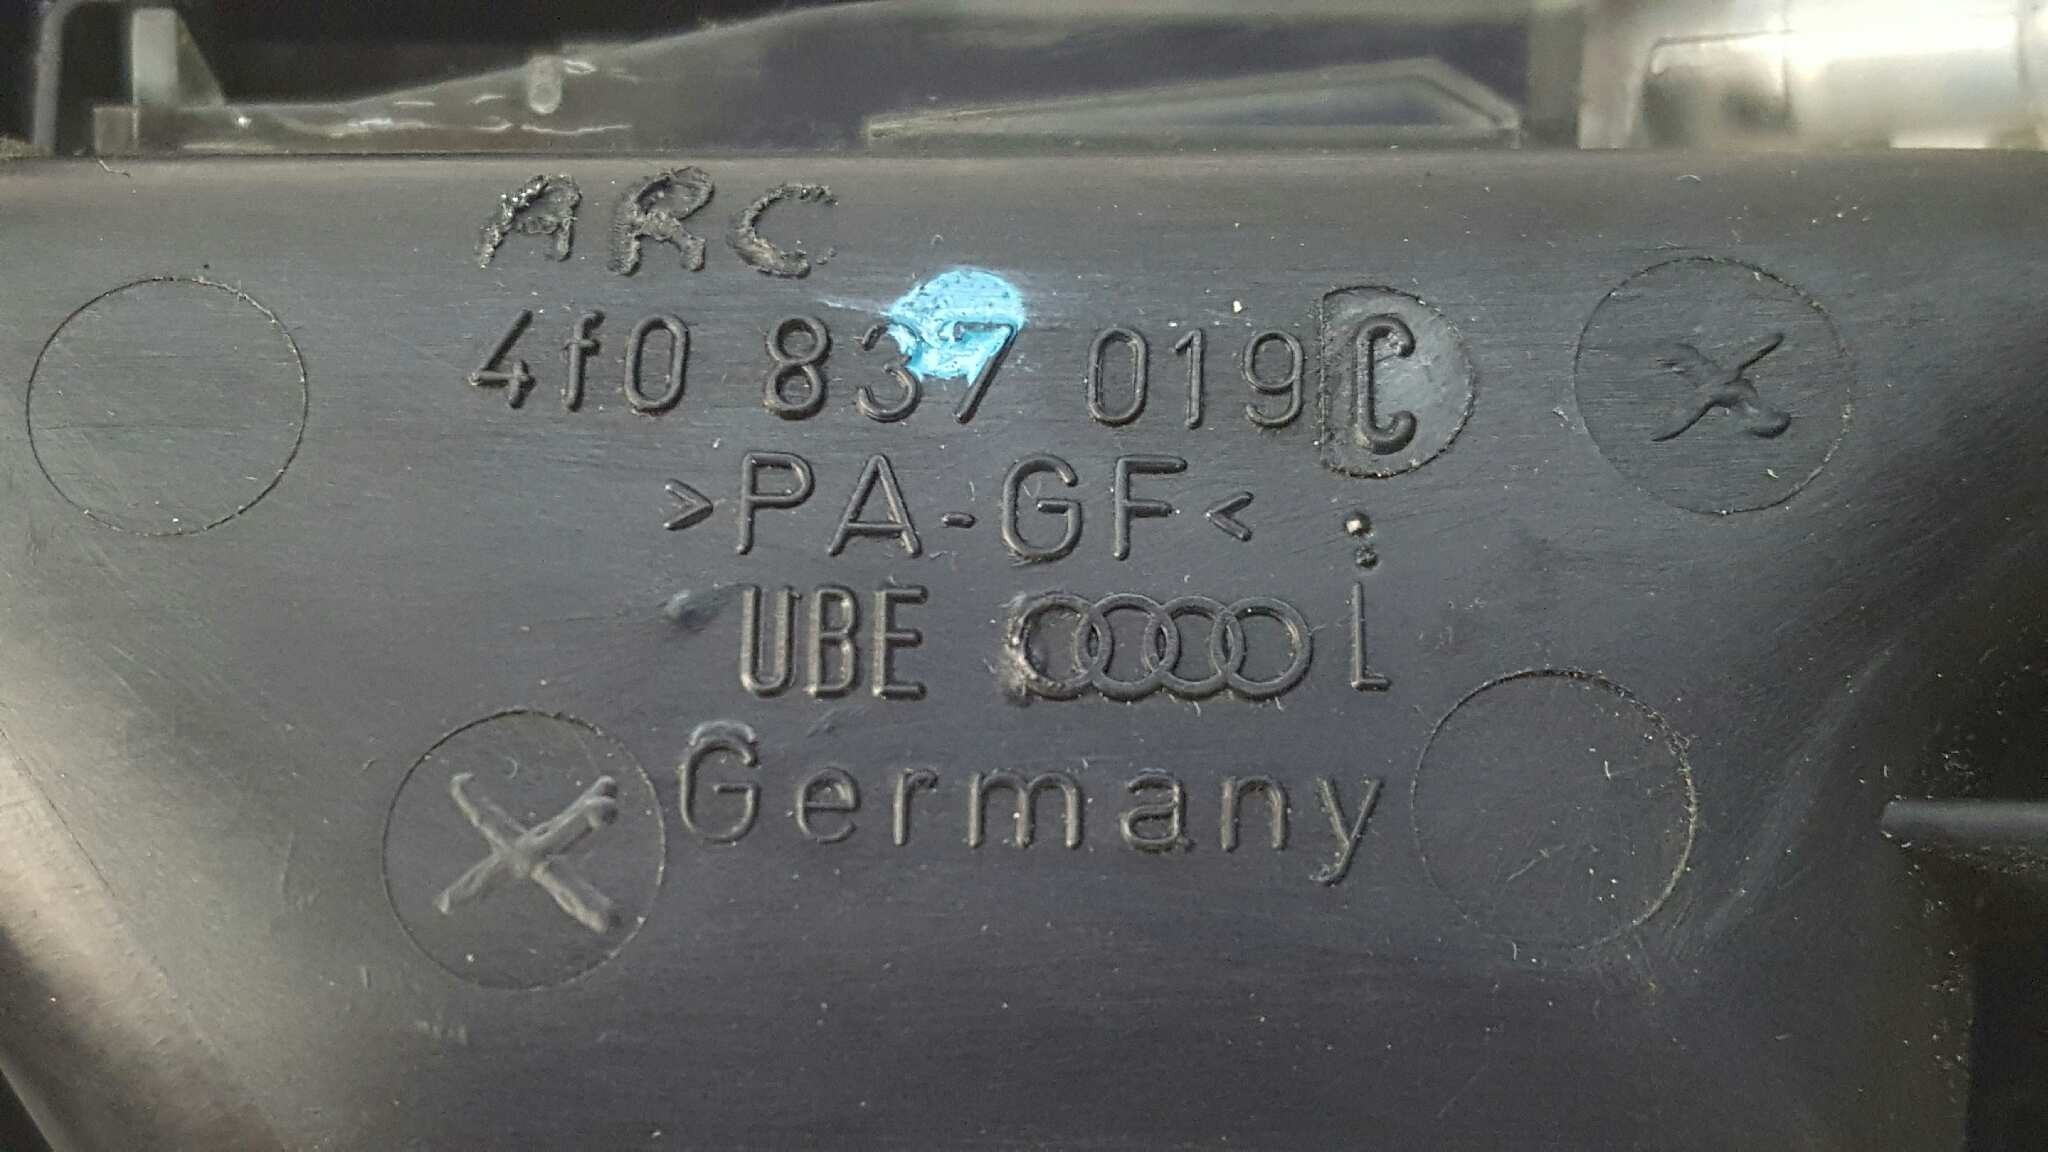 ARC
4f0 837 019 C
>PA-GF<
UBE L
Germany